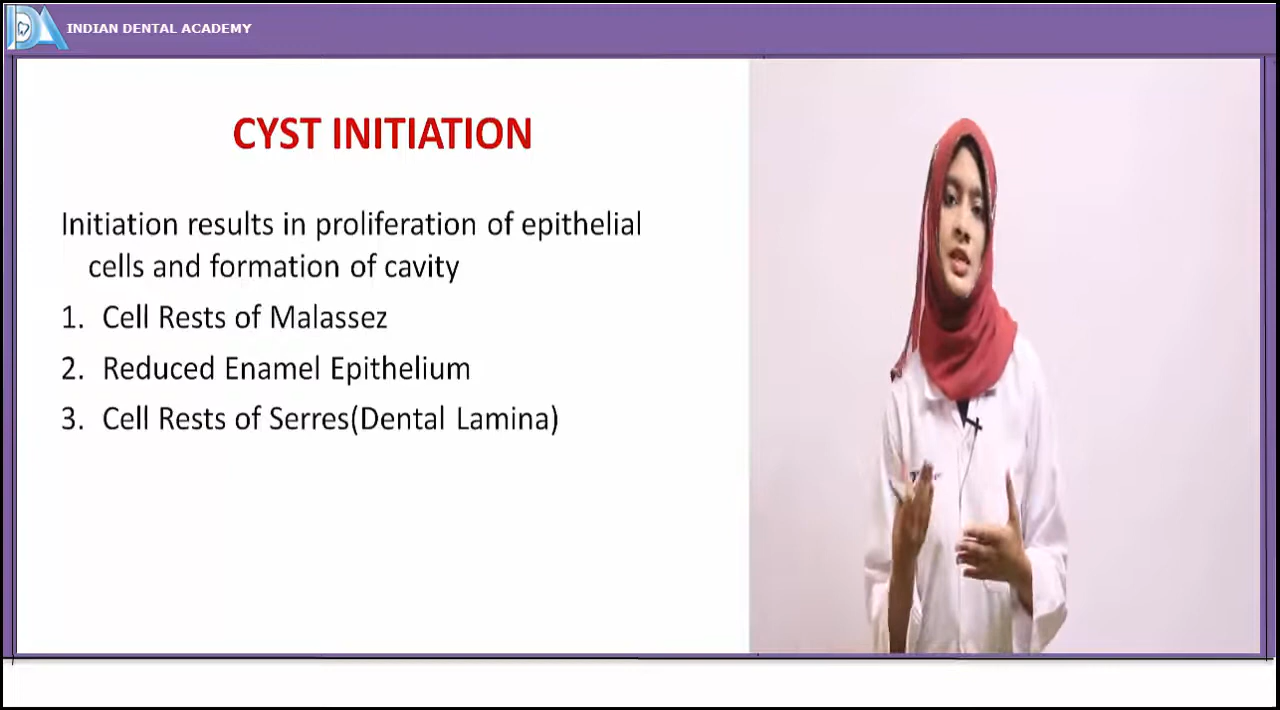 INDIAN DENTAL ACADEMY
CYST INITIATION
Initiation results in proliferation of epithelial
cells and formation of cavity
1. Cell Rests of Malassez
2. Reduced Enamel Epithelium
3. Cell Rests of Serres(Dental Lamina)